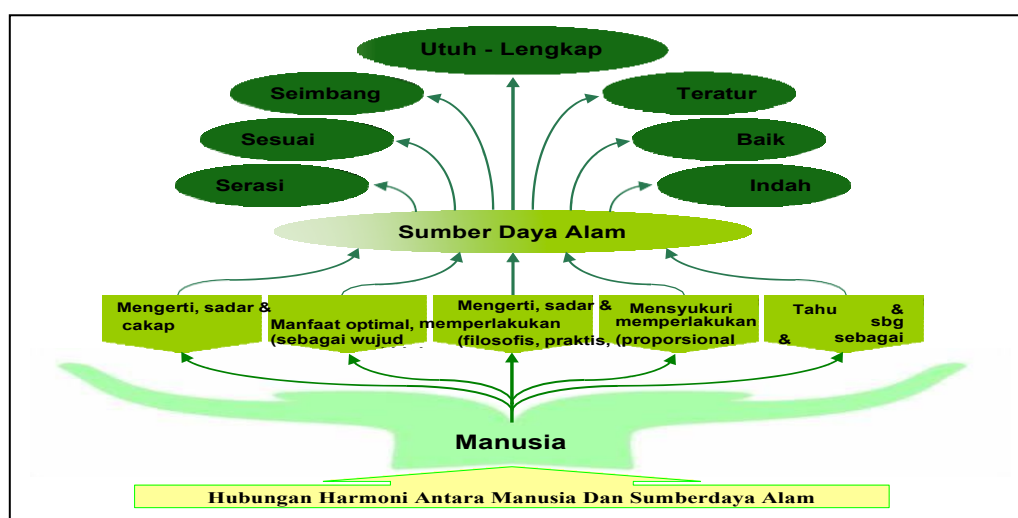 Utuh - Lengkap
Seimbang
Teratur
Sesuai
Baik
Serasi
Indah
Sumber Daya Alam
Mengerti, sadar &
cakap
Manfaat optimal, memperlakukan
(sebagai wujud
Mengerti, sadar &
(filosofis, praktis,
Mensyukuri
memperlakukan
(proporsional
Tahu &
sbg
& sebagai
Manusia
Hubungan Harmoni Antara Manusia Dan Sumberdaya Alam